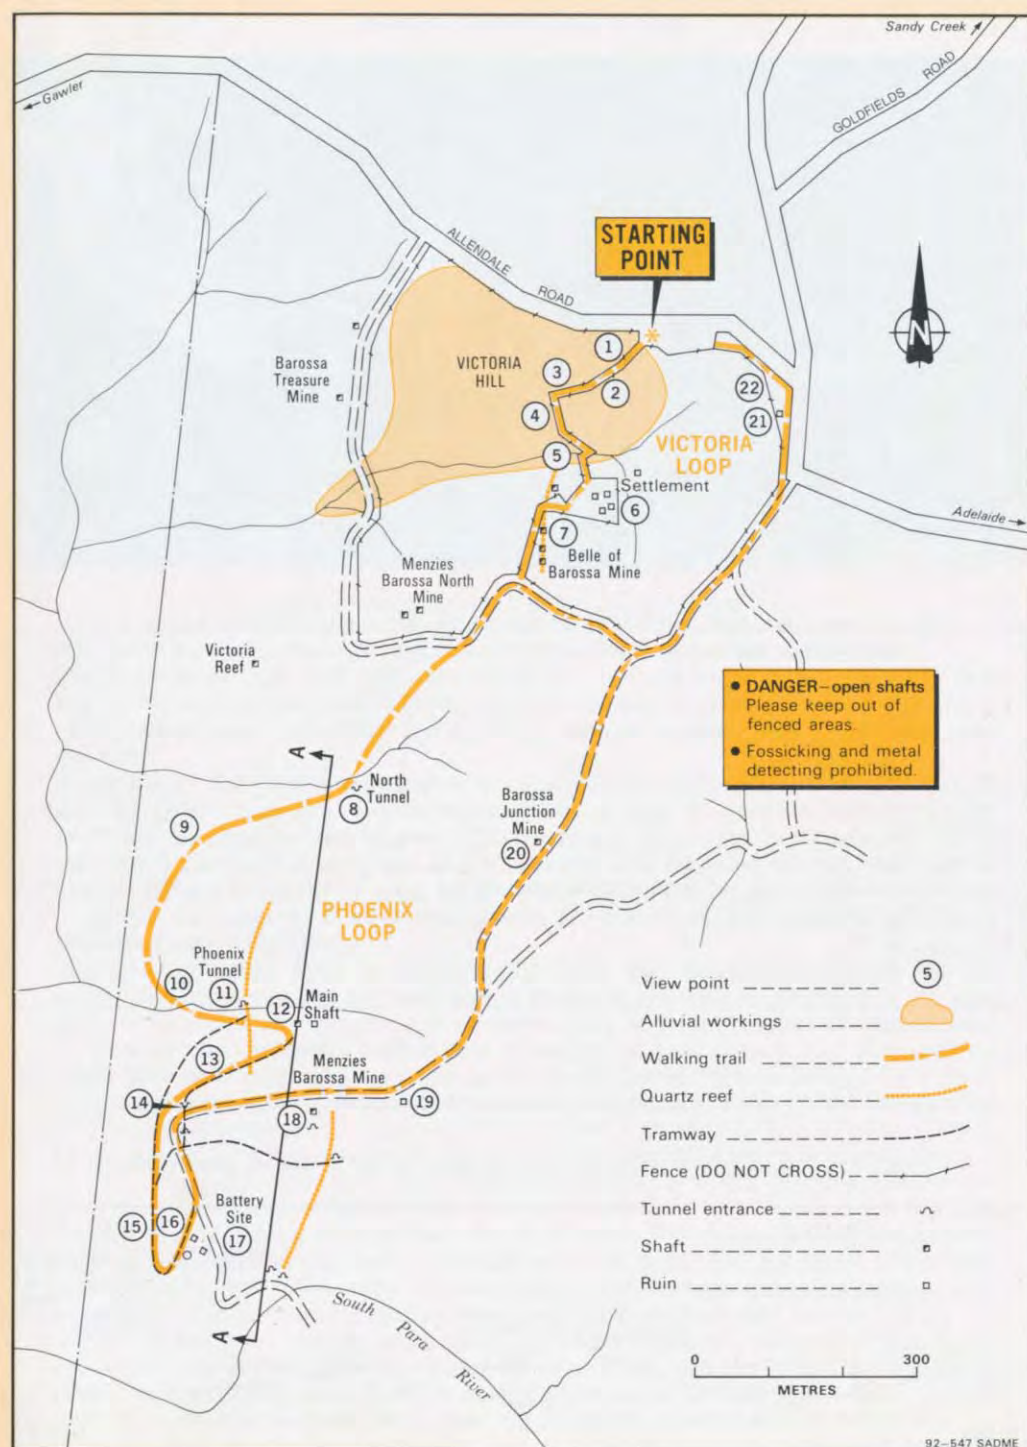 Sandy Creek
GOLDFIELDS ROAD
Gawler
ALLENDALE ROAD
STARTING
POINT
N
Barossa
Treasure
Mine
VICTORIA
HILL
1
2
3
4
5
22
21
VICTORIA
LOOP
Settlement
6
7
Belle of
Barossa Mine
Adelaide
Menzies
Barossa North
Mine
Victoria
Reef
• DANGER–open shafts
Please keep out of
fenced areas.
• Fossicking and metal
detecting prohibited.
A
North
Tunnel
8
9
Barossa
Junction
Mine
20
PHOENIX
LOOP
Phoenix
Tunnel
10
11
12
Main
Shaft
13
Menzies
Barossa Mine
14
18
19
15
16
Battery
Site
17
A
South Para River
View point
5
Alluvial workings
Walking trail
Quartz reef
Tramway
Fence (DO NOT CROSS)
Tunnel entrance
Shaft
Ruin
0 300
METRES
92–547 SADME